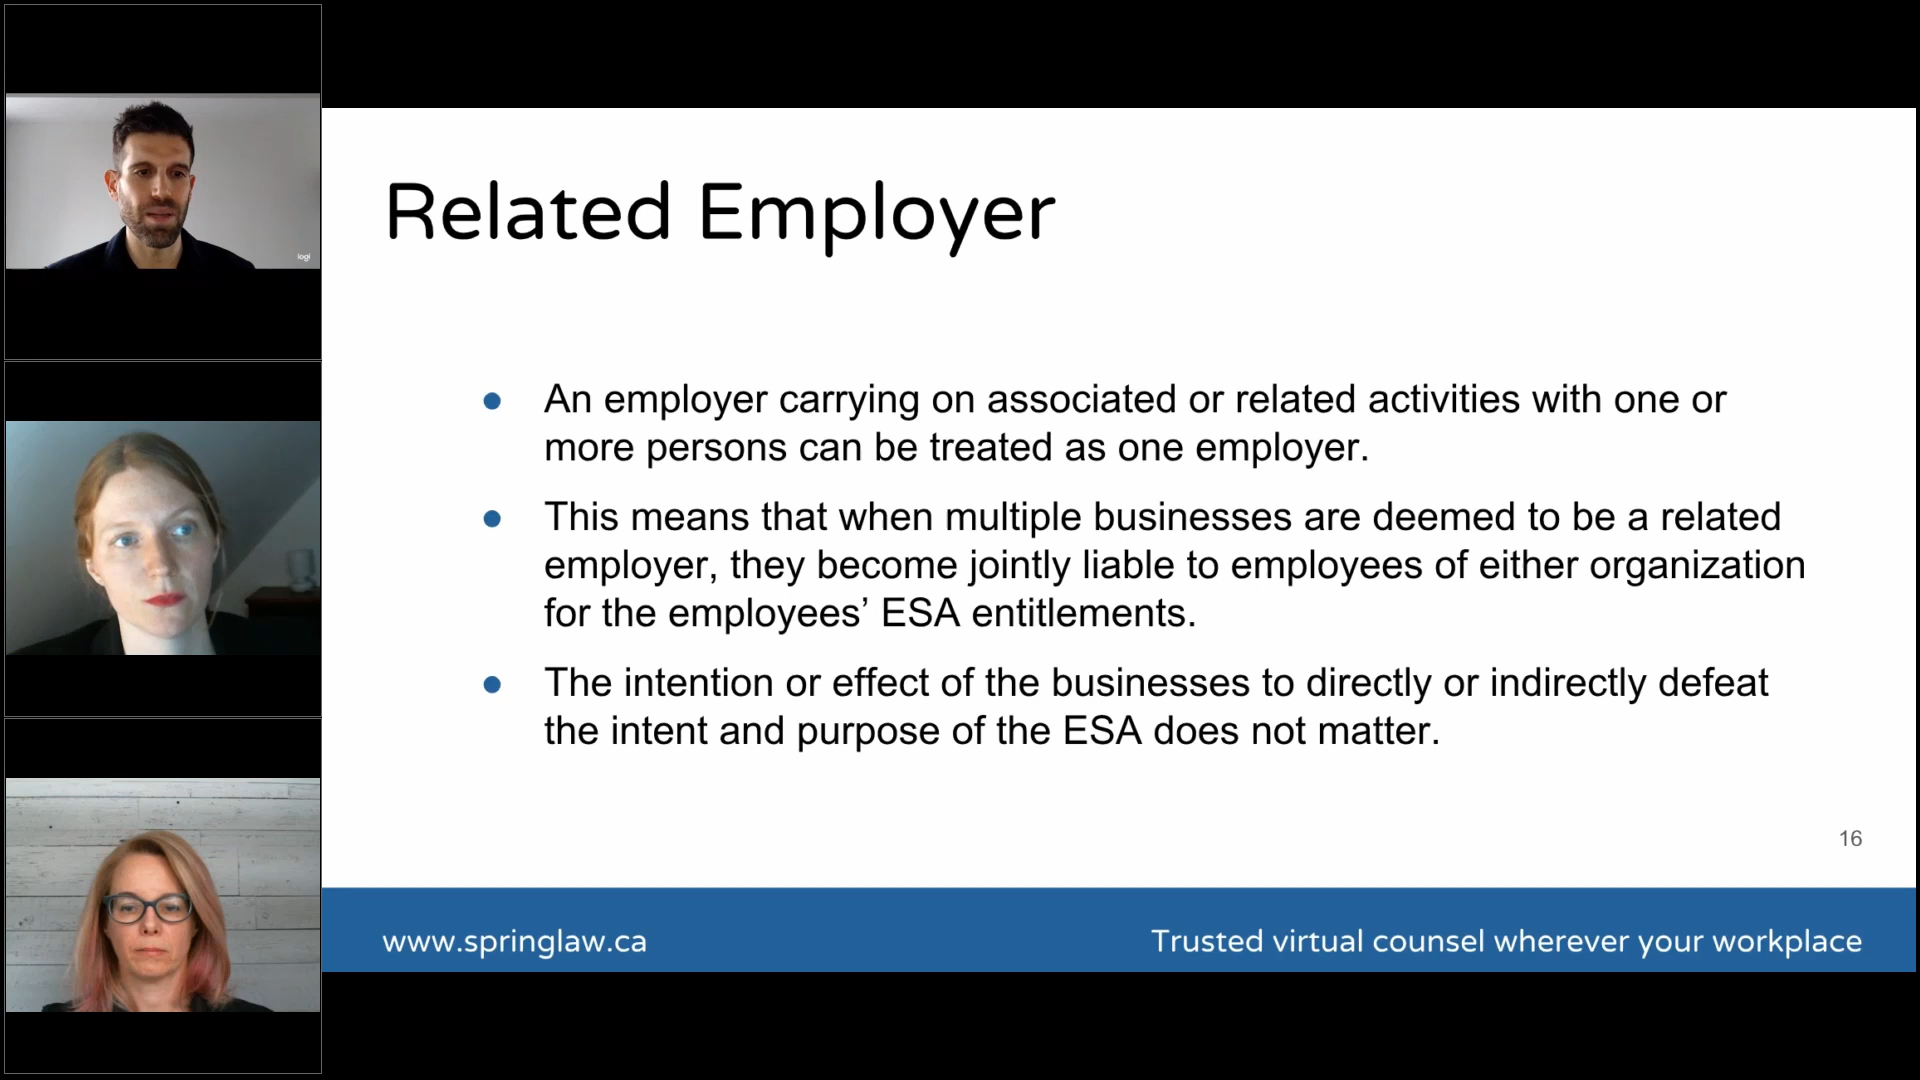 logi
Related Employer
● An employer carrying on associated or related activities with one or
more persons can be treated as one employer.
● This means that when multiple businesses are deemed to be a related
employer, they become jointly liable to employees of either organization
for the employees’ ESA entitlements.
● The intention or effect of the businesses to directly or indirectly defeat
the intent and purpose of the ESA does not matter.
16
www.springlaw.ca
Trusted virtual counsel wherever your workplace